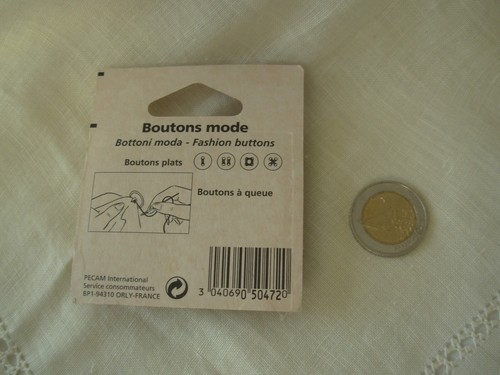 Boutons mode
Bottoni moda - Fashion buttons
Boutons plats
Boutons à queue
PECAM International
Service consommateurs
BP1-94310 ORLY-FRANCE
3 040690 504720